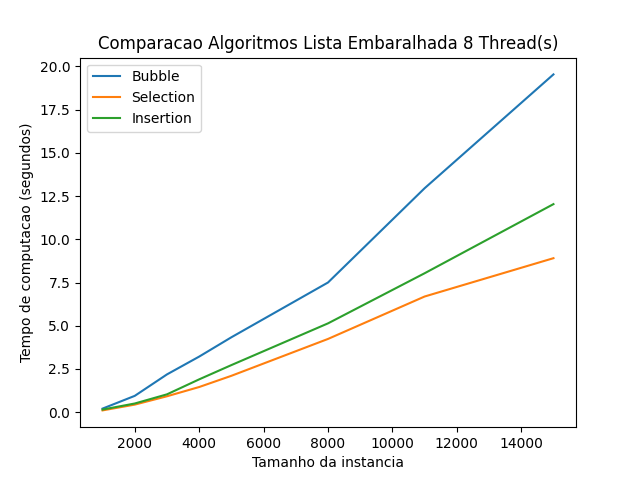 Comparacao Algoritmos Lista Embaralhada 8 Thread(s)
Bubble
Selection
Insertion
Tempo de computacao (segundos)
20.0
17.5
15.0
12.5
10.0
7.5
5.0
2.5
0.0
2000 4000 6000 8000 10000 12000 14000
Tamanho da instancia